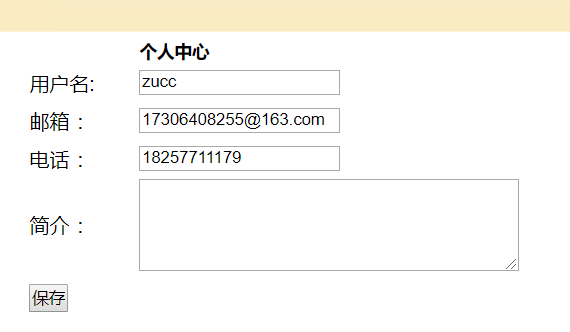 个人中心
用户名: zucc
邮箱： 17306408255@163.com
电话： 18257711179
简介：
保存